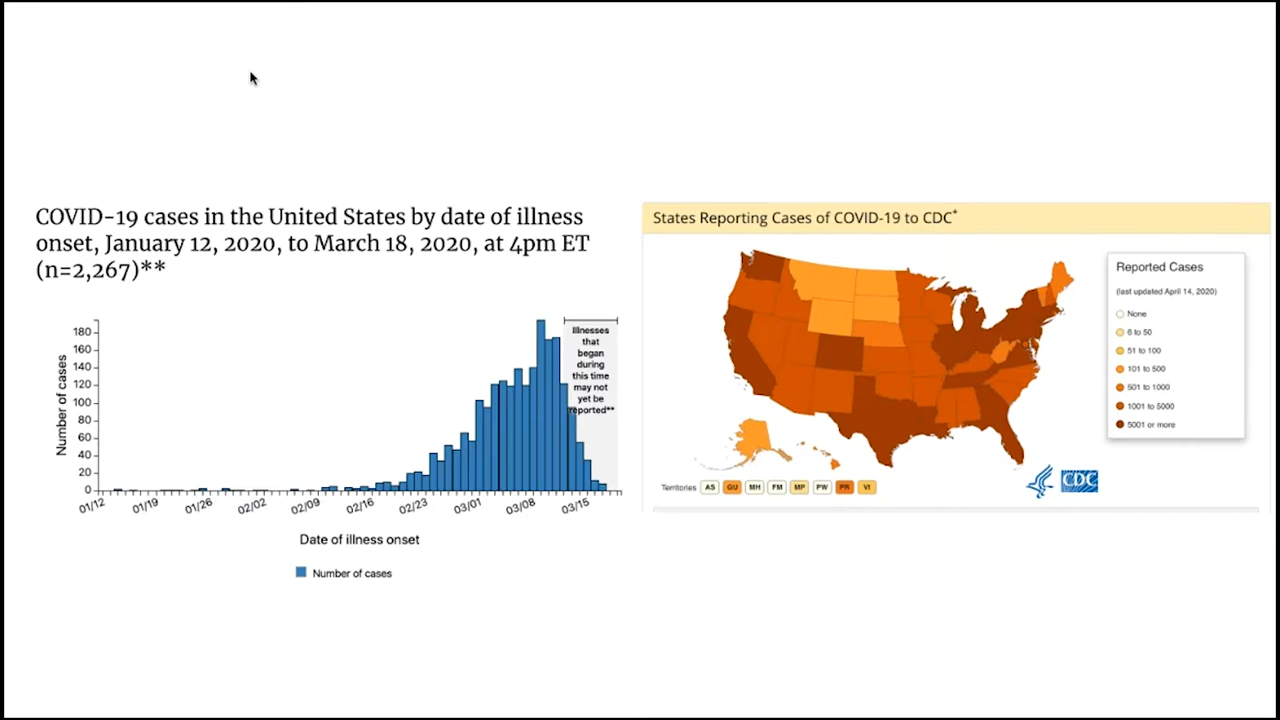 COVID-19 cases in the United States by date of illness
onset, January 12, 2020, to March 18, 2020, at 4pm ET
(n=2,267)**
Number of cases
180
160
140
120
100
80
60
40
20
0
Illnesses
that
began
during
this time
may not
yet be
reported**
01/12 01/19 01/26 02/02 02/09 02/16 02/23 03/01 03/08 03/15
Date of illness onset
Number of cases
States Reporting Cases of COVID-19 to CDC*
Reported Cases
(last updated April 14, 2020)
None
6 to 50
51 to 100
101 to 500
501 to 1000
1001 to 5000
5001 or more
Territories AS GU MH FM MP PW PR VI
CDC